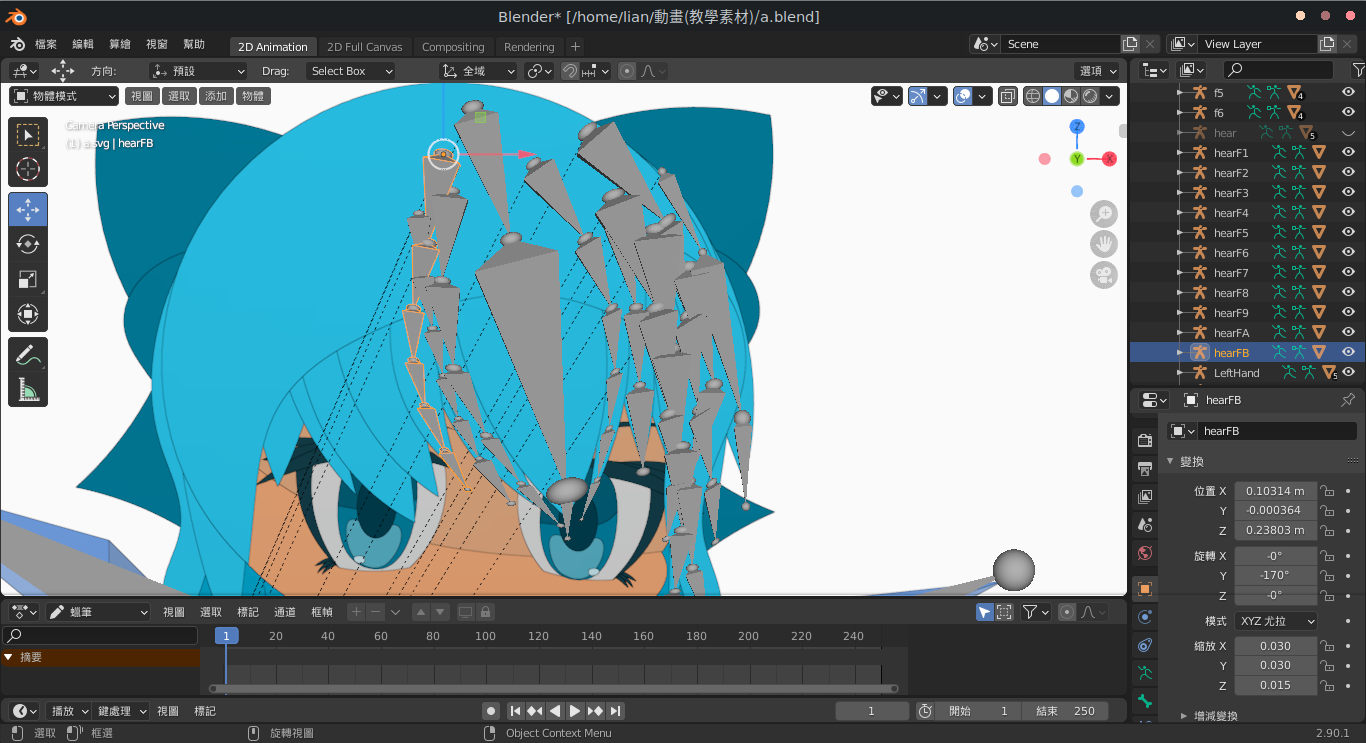 Blender* [/home/lian/動畫(教學素材)/a.blend]
檔案 編輯 算繪 視窗 幫助 2D Animation 2D Full Canvas Compositing Rendering + Scene View Layer
方向: 預設 Drag: Select Box 全域 選項
物體模式 視圖 選取 添加 物體
Camera Perspective
(1) a.svg | hearFB
Z
Y
X
f5 4
f6 4
hear 5
hearF1
hearF2
hearF3
hearF4
hearF5
hearF6
hearF7
hearF8
hearF9
hearFA
hearFB
LeftHand 5
hearFB
hearFB
變換
位置 X 0.10314 m
Y -0.000364
Z 0.23803 m
旋轉 X -0°
Y -170°
Z -0°
模式 XYZ 尤拉
縮放 X 0.030
Y 0.030
Z 0.015
增減變換
蠟筆 視圖 選取 標記 通道 框幀
1 20 40 60 80 100 120 140 160 180 200 220 240
摘要
播放 鍵處理 視圖 標記 1 開始 1 結束 250
選取 框選 旋轉視圖 Object Context Menu 2.90.1